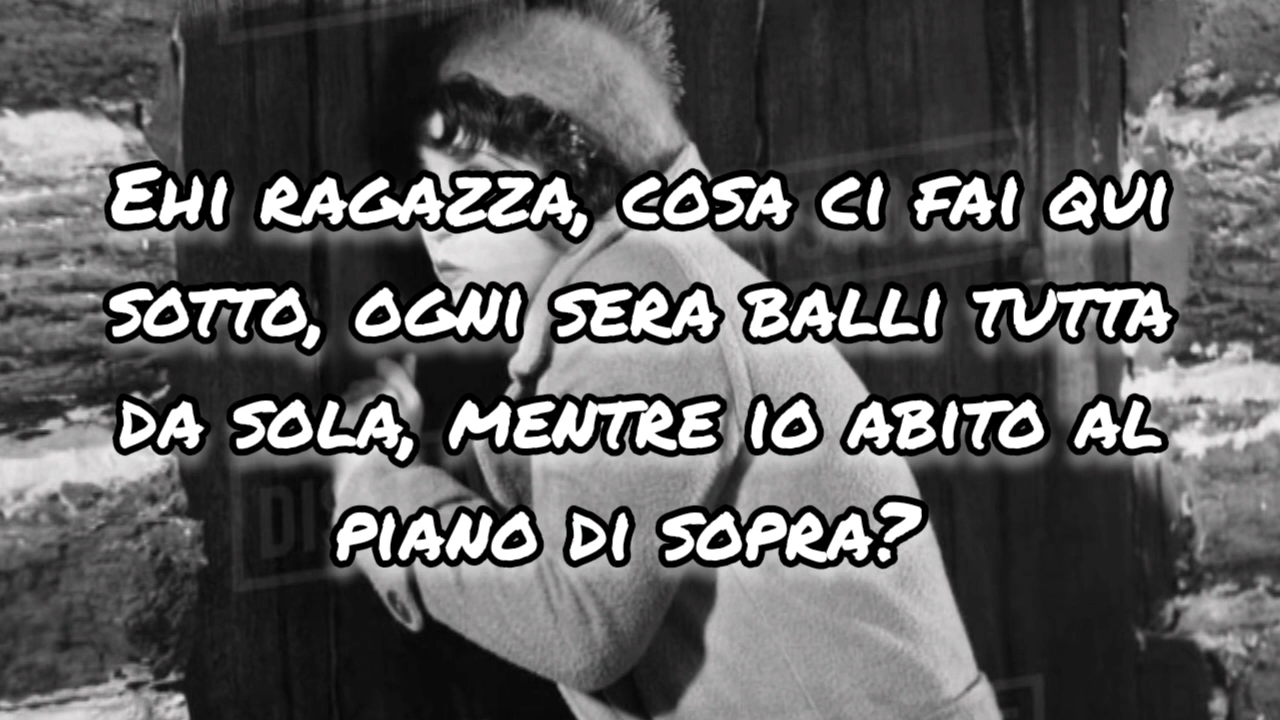 Ehi ragazza, cosa ci fai qui
sotto, ogni sera balli tutta
da sola, mentre io abito al
piano di sopra?